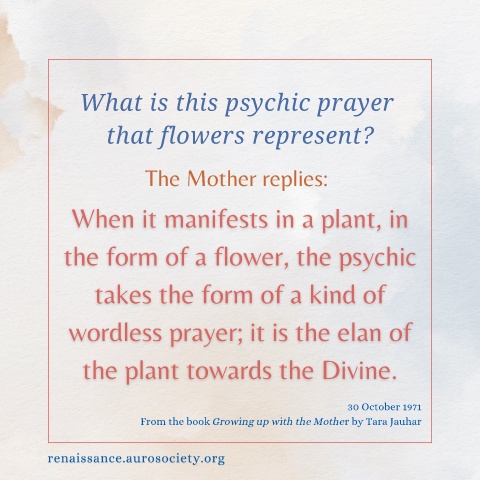 What is this psychic prayer
that flowers represent?
The Mother replies:
When it manifests in a plant, in
the form of a flower, the psychic
takes the form of a kind of
wordless prayer; it is the elan of
the plant towards the Divine.
30 October 1971
From the book Growing up with the Mother by Tara Jauhar
renaissance.aurosociety.org